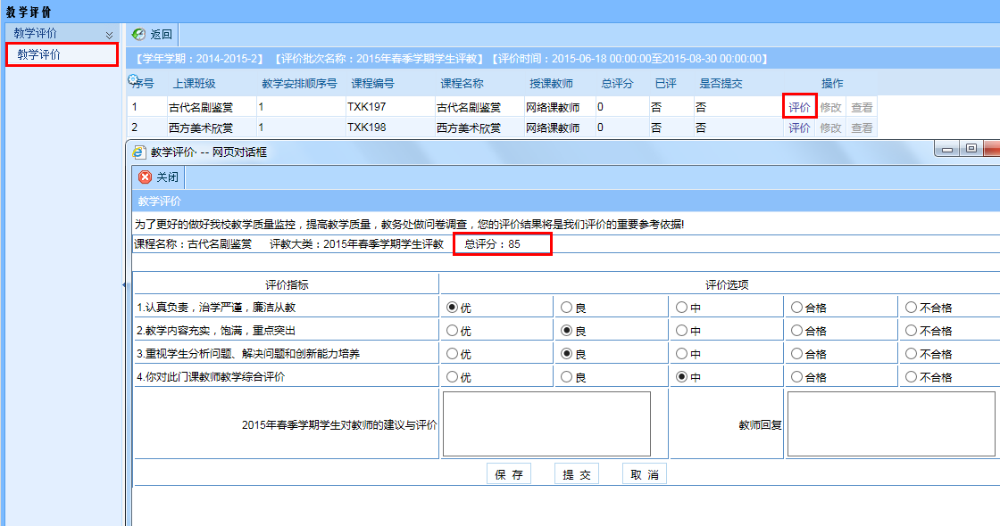 教学评价
教学评价
教学评价
返回
【学年学期：2014-2015-2】 【评价批次名称：2015年春季学期学生评教】【评价时间：2015-06-18 00:00:00至2015-08-30 00:00:00】
序号 上课班级 教学安排顺序号 课程编号 课程名称 授课教师 总评分 已评 是否提交 操作
1 古代名剧鉴赏 1 TXK197 古代名剧鉴赏 网络课教师 0 否 否 评价 修改 查看
2 西方美术欣赏 1 TXK198 西方美术欣赏 网络课教师 0 否 否 评价 修改 查看
教学评价· -- 网页对话框
关闭
教学评价
为了更好的做好我校教学质量监控，提高教学质量，教务处做问卷调查，您的评价结果将是我们评价的重要参考依据!
课程名称：古代名剧鉴赏 评教大类：2015年春季学期学生评教 总评分：85
评价指标 评价选项
1.认真负责，治学严谨，廉洁从教 优 良 中 合格 不合格
2.教学内容充实，饱满，重点突出 优 良 中 合格 不合格
3.重视学生分析问题、解决问题和创新能力培养 优 良 中 合格 不合格
4.你对此门课教师教学综合评价 优 良 中 合格 不合格
2015年春季学期学生对教师的建议与评价 教师回复
保 存 提 交 取 消